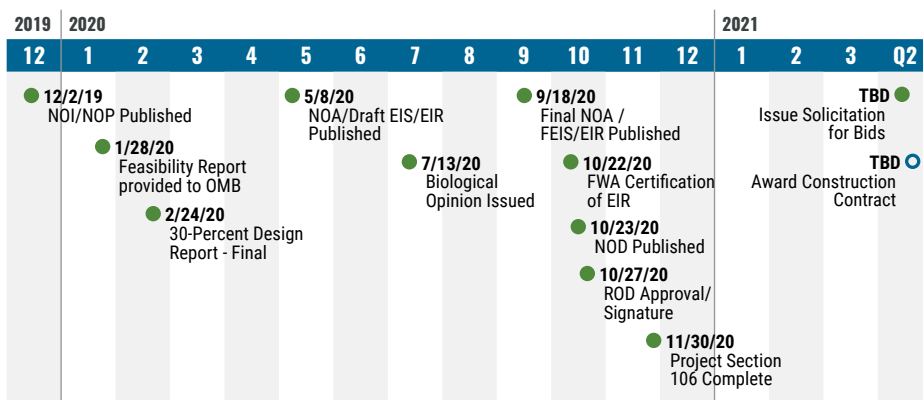 2019 2020 2021
12 1 2 3 4 5 6 7 8 9 10 11 12 1 2 3 Q2
12/2/19
NOI/NOP Published
1/28/20
Feasibility Report
provided to OMB
2/24/20
30-Percent Design
Report - Final
5/8/20
NOA/Draft EIS/EIR
Published
7/13/20
Biological
Opinion Issued
9/18/20
Final NOA /
FEIS/EIR Published
10/22/20
FWA Certification
of EIR
10/23/20
NOD Published
10/27/20
ROD Approval/
Signature
11/30/20
Project Section
106 Complete
TBD
Issue Solicitation
for Bids
TBD
Award Construction
Contract